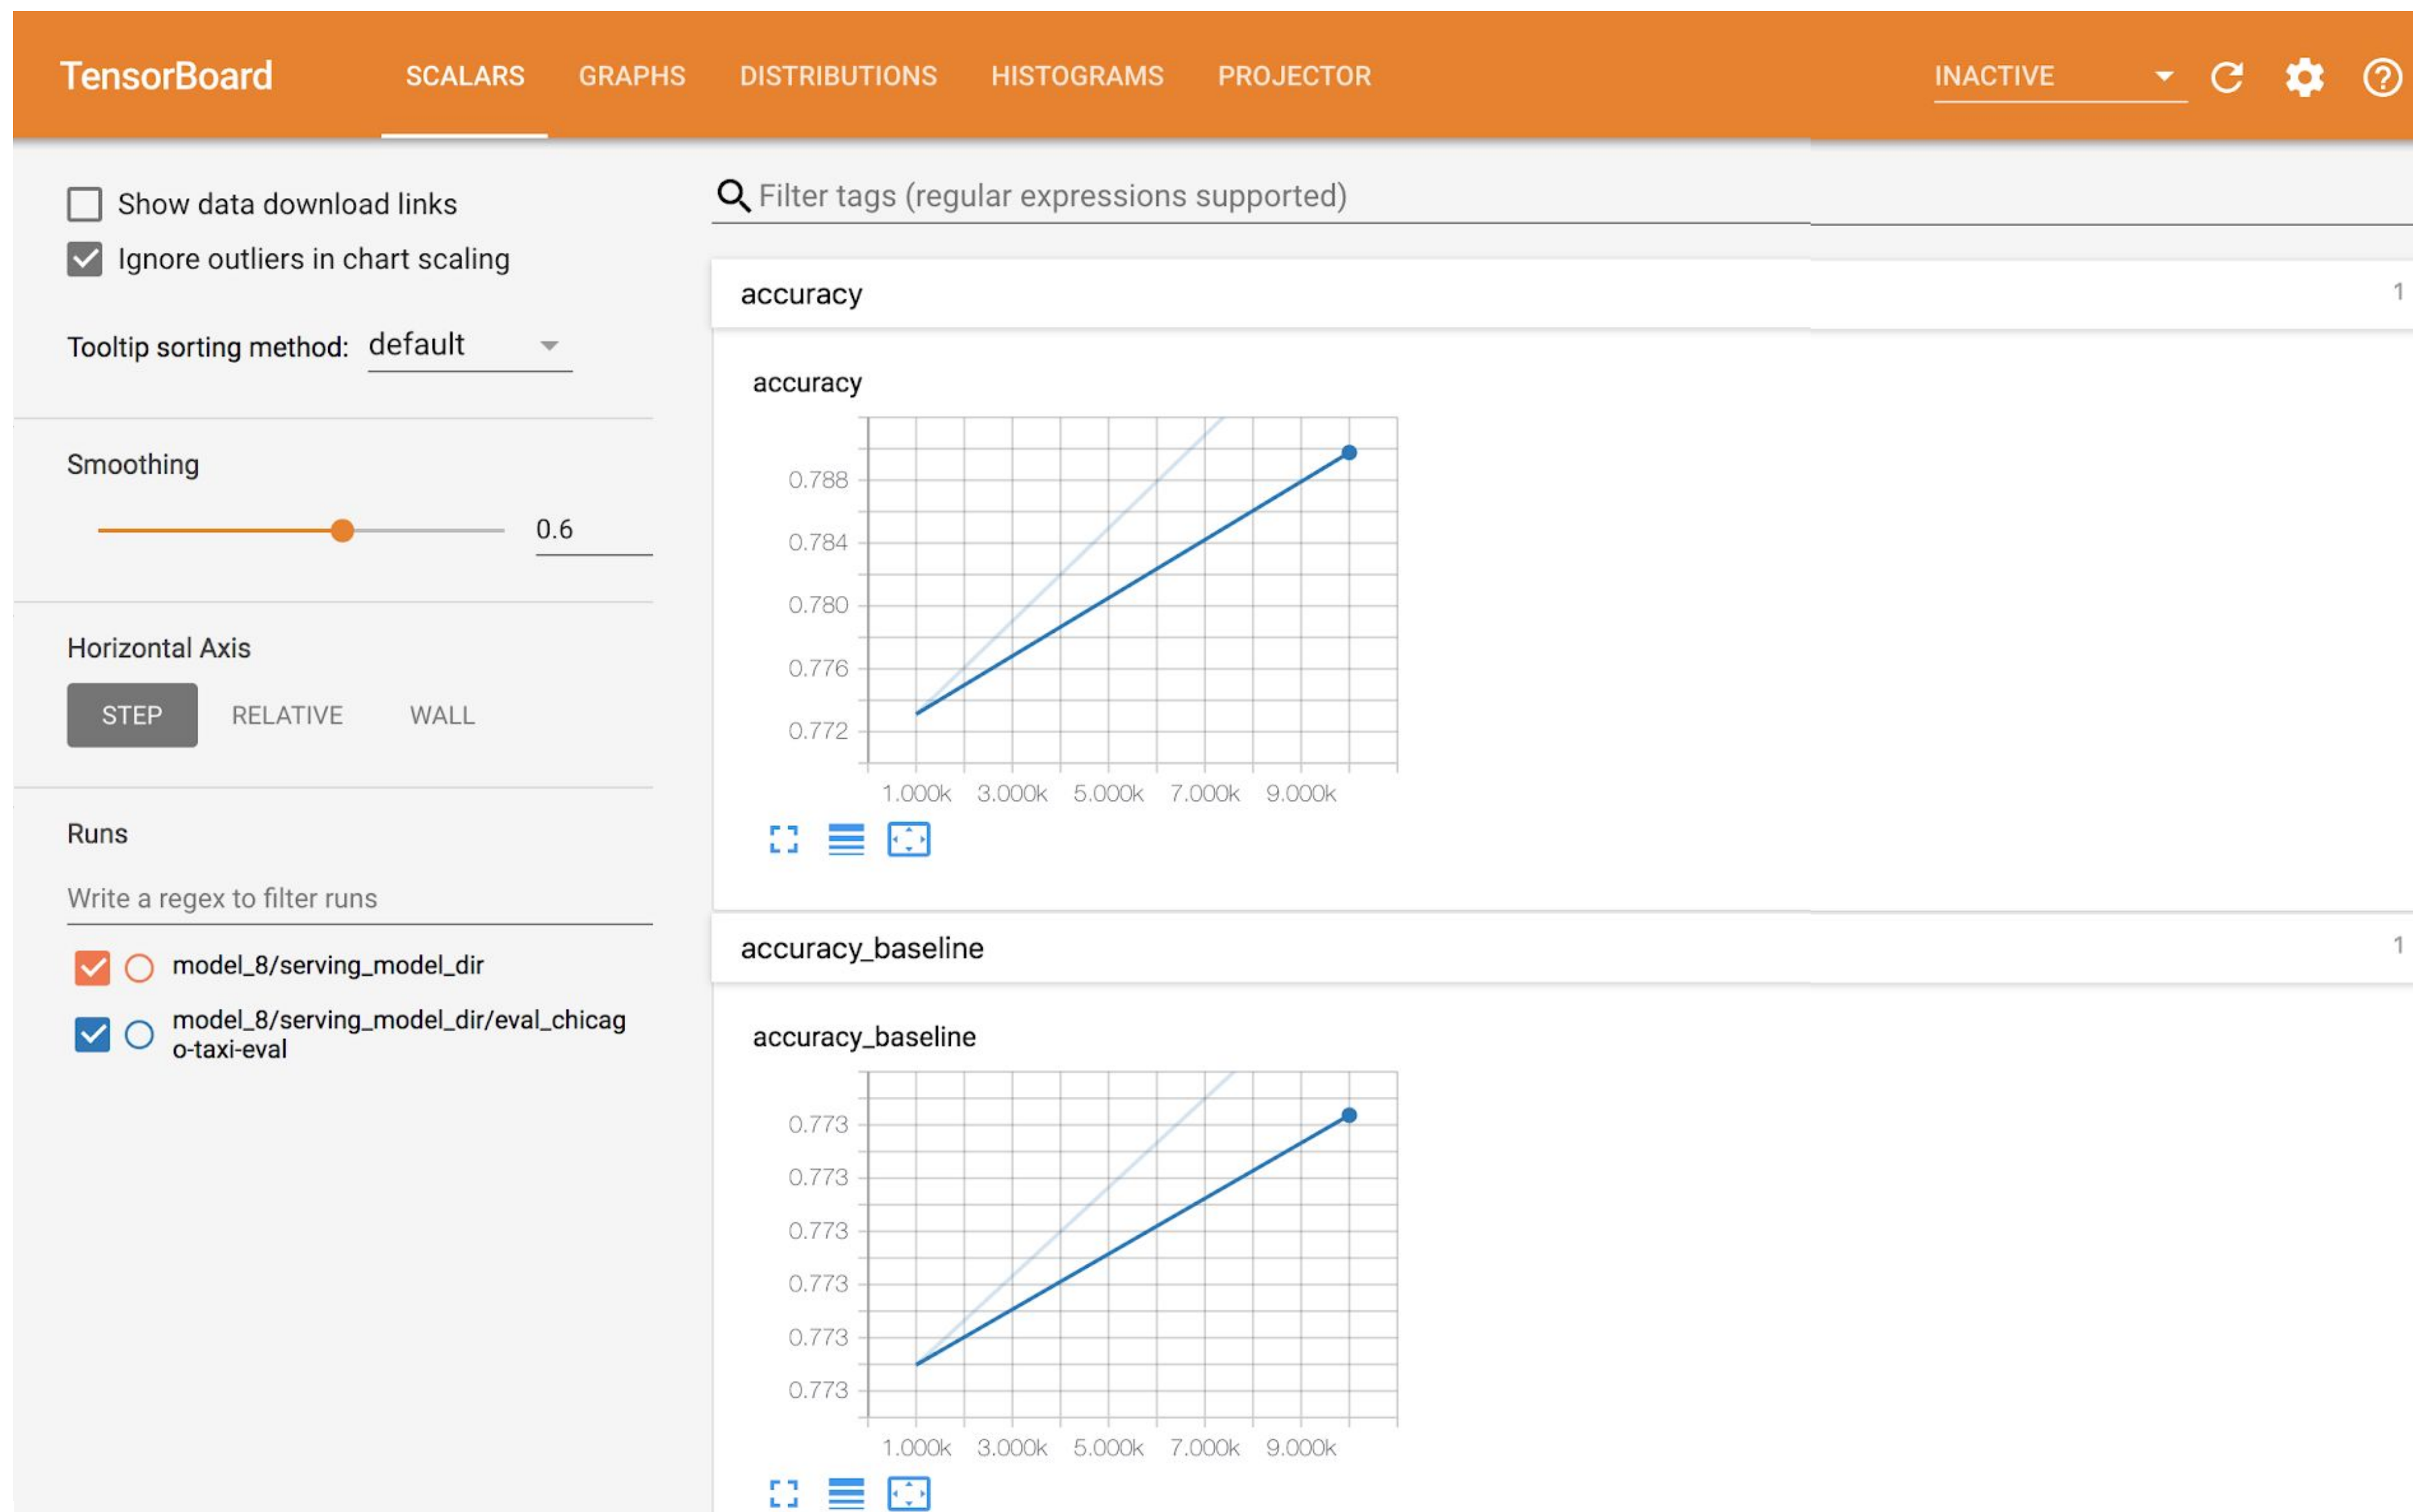 TensorBoard SCALARS GRAPHS DISTRIBUTIONS HISTOGRAMS PROJECTOR INACTIVE
Show data download links
Ignore outliers in chart scaling
Tooltip sorting method: default
Smoothing
0.6
Horizontal Axis
STEP RELATIVE WALL
Runs
Write a regex to filter runs
model_8/serving_model_dir
model_8/serving_model_dir/eval_chicag
o-taxi-eval
Filter tags (regular expressions supported)
accuracy 1
accuracy
0.788
0.784
0.780
0.776
0.772
1.000k 3.000k 5.000k 7.000k 9.000k
accuracy_baseline 1
accuracy_baseline
0.773
0.773
0.773
0.773
0.773
0.773
1.000k 3.000k 5.000k 7.000k 9.000k